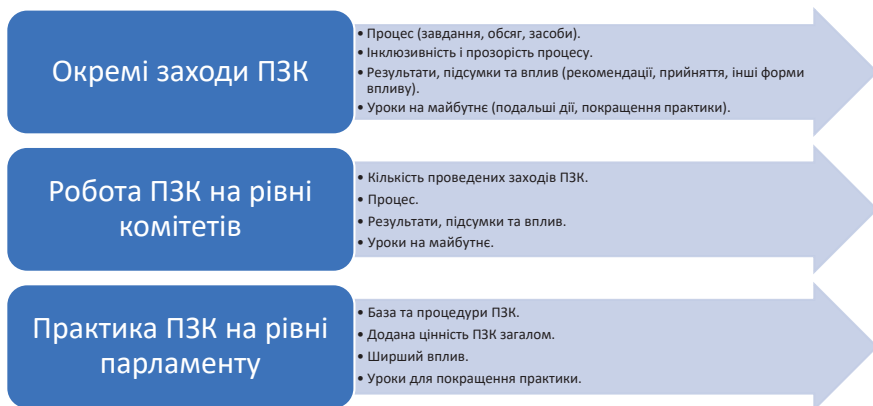 Окремі заходи ПЗК
• Процес (завдання, обсяг, засоби).
• Інклюзивність і прозорість процесу.
• Результати, підсумки та вплив (рекомендації, прийняття, інші форми
впливу).
• Уроки на майбутнє (подальші дії, покращення практики).
Робота ПЗК на рівні
комітетів
• Кількість проведених заходів ПЗК.
• Процес.
• Результати, підсумки та вплив.
• Уроки на майбутнє.
Практика ПЗК на рівні
парламенту
• База та процедури ПЗК.
• Додана цінність ПЗК загалом.
• Ширший вплив.
• Уроки для покращення практики.